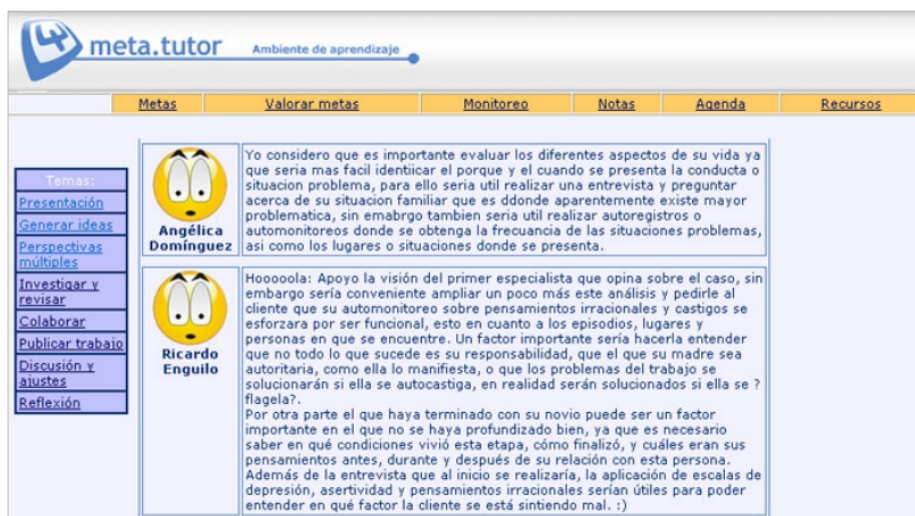 4
meta.tutor Ambiente de aprendizaje
Metas Valorar metas Monitoreo Notas Agenda Recursos
Temas:
Presentación
Generar ideas
Perspectivas
múltiples
Investigar y
revisar
Colaborar
Publicar trabajo
Discusión y
ajustes
Reflexión
Angélica
Domínguez
Yo considero que es importante evaluar los diferentes aspectos de su vida ya
que seria mas facil identiicar el porque y el cuando se presenta la conducta o
situacion problema, para ello seria util realizar una entrevista y preguntar
acerca de su situacion familiar que es ddonde aparentemente existe mayor
problematica, sin emabrgo tambien seria util realizar autoregistros o
automonitoreos donde se obtenga la frecuancia de las situaciones problemas,
asi como los lugares o situaciones donde se presenta.
Ricardo
Enguilo
Hooooola: Apoyo la visión del primer especialista que opina sobre el caso, sin
embargo sería conveniente ampliar un poco más este análisis y pedirle al
cliente que su automonitoreo sobre pensamientos irracionales y castigos se
esforzara por ser funcional, esto en cuanto a los episodios, lugares y
personas en que se encuentre. Un factor importante sería hacerla entender
que no todo lo que sucede es su responsabilidad, que el que su madre sea
autoritaria, como ella lo manifiesta, o que los problemas del trabajo se
solucionarán si ella se autocastiga, en realidad serán solucionados si ella se ?
flagela?.
Por otra parte el que haya terminado con su novio puede ser un factor
importante en el que no se haya profundizado bien, ya que es necesario
saber en qué condiciones vivió esta etapa, cómo finalizó, y cuáles eran sus
pensamientos antes, durante y después de su relación con esta persona.
Además de la entrevista que al inicio se realizaría, la aplicación de escalas de
depresión, asertividad y pensamientos irracionales serían útiles para poder
entender en qué factor la cliente se está sintiendo mal. :)